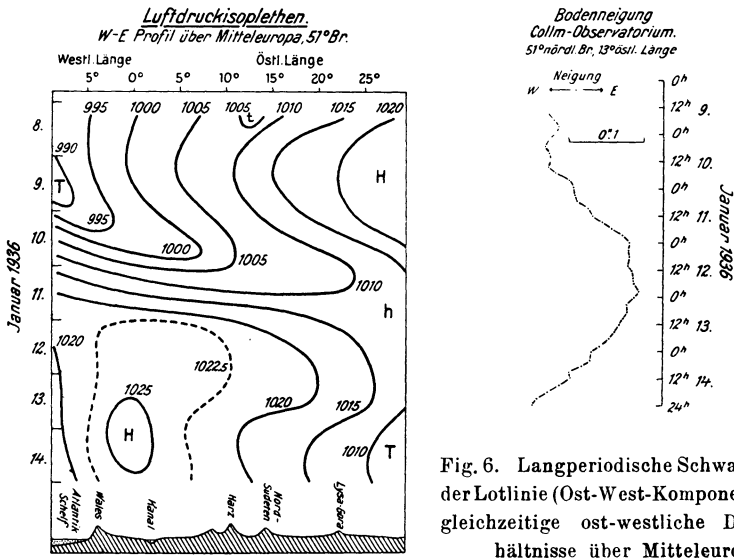 Luftdruckisoplethen.
W-E Profil über Mitteleuropa, 51°Br.
Westl. Länge Östl. Länge
5° 0° 5° 10° 15° 20° 25°
995 1000 1005 1005 1010 1015 1020
t
8.
990
T
H
9.
995
1000
1005
10.
1010
h
11.
Januar 1936
1020
1022.5
12.
1025
1020
1015
13.
H
1010
T
14.
Atlantik
Schelf
Wales
Kanal
Harz
Nord-
Sudeten
Lysa-Gora
Bodenneigung
Collm-Observatorium.
51° nördl. Br, 13° östl. Länge
Neigung
W E
0".1
0ʰ
12ʰ 9.
0ʰ
12ʰ 10.
0ʰ
12ʰ 11.
0ʰ
12ʰ 12.
0ʰ
12ʰ 13.
0ʰ
12ʰ 14.
24ʰ
Januar 1936
Fig. 6. Langperiodische Schwa
der Lotlinie (Ost-West-Kompone
gleichzeitige ost-westliche D
hältnisse über Mitteleuro